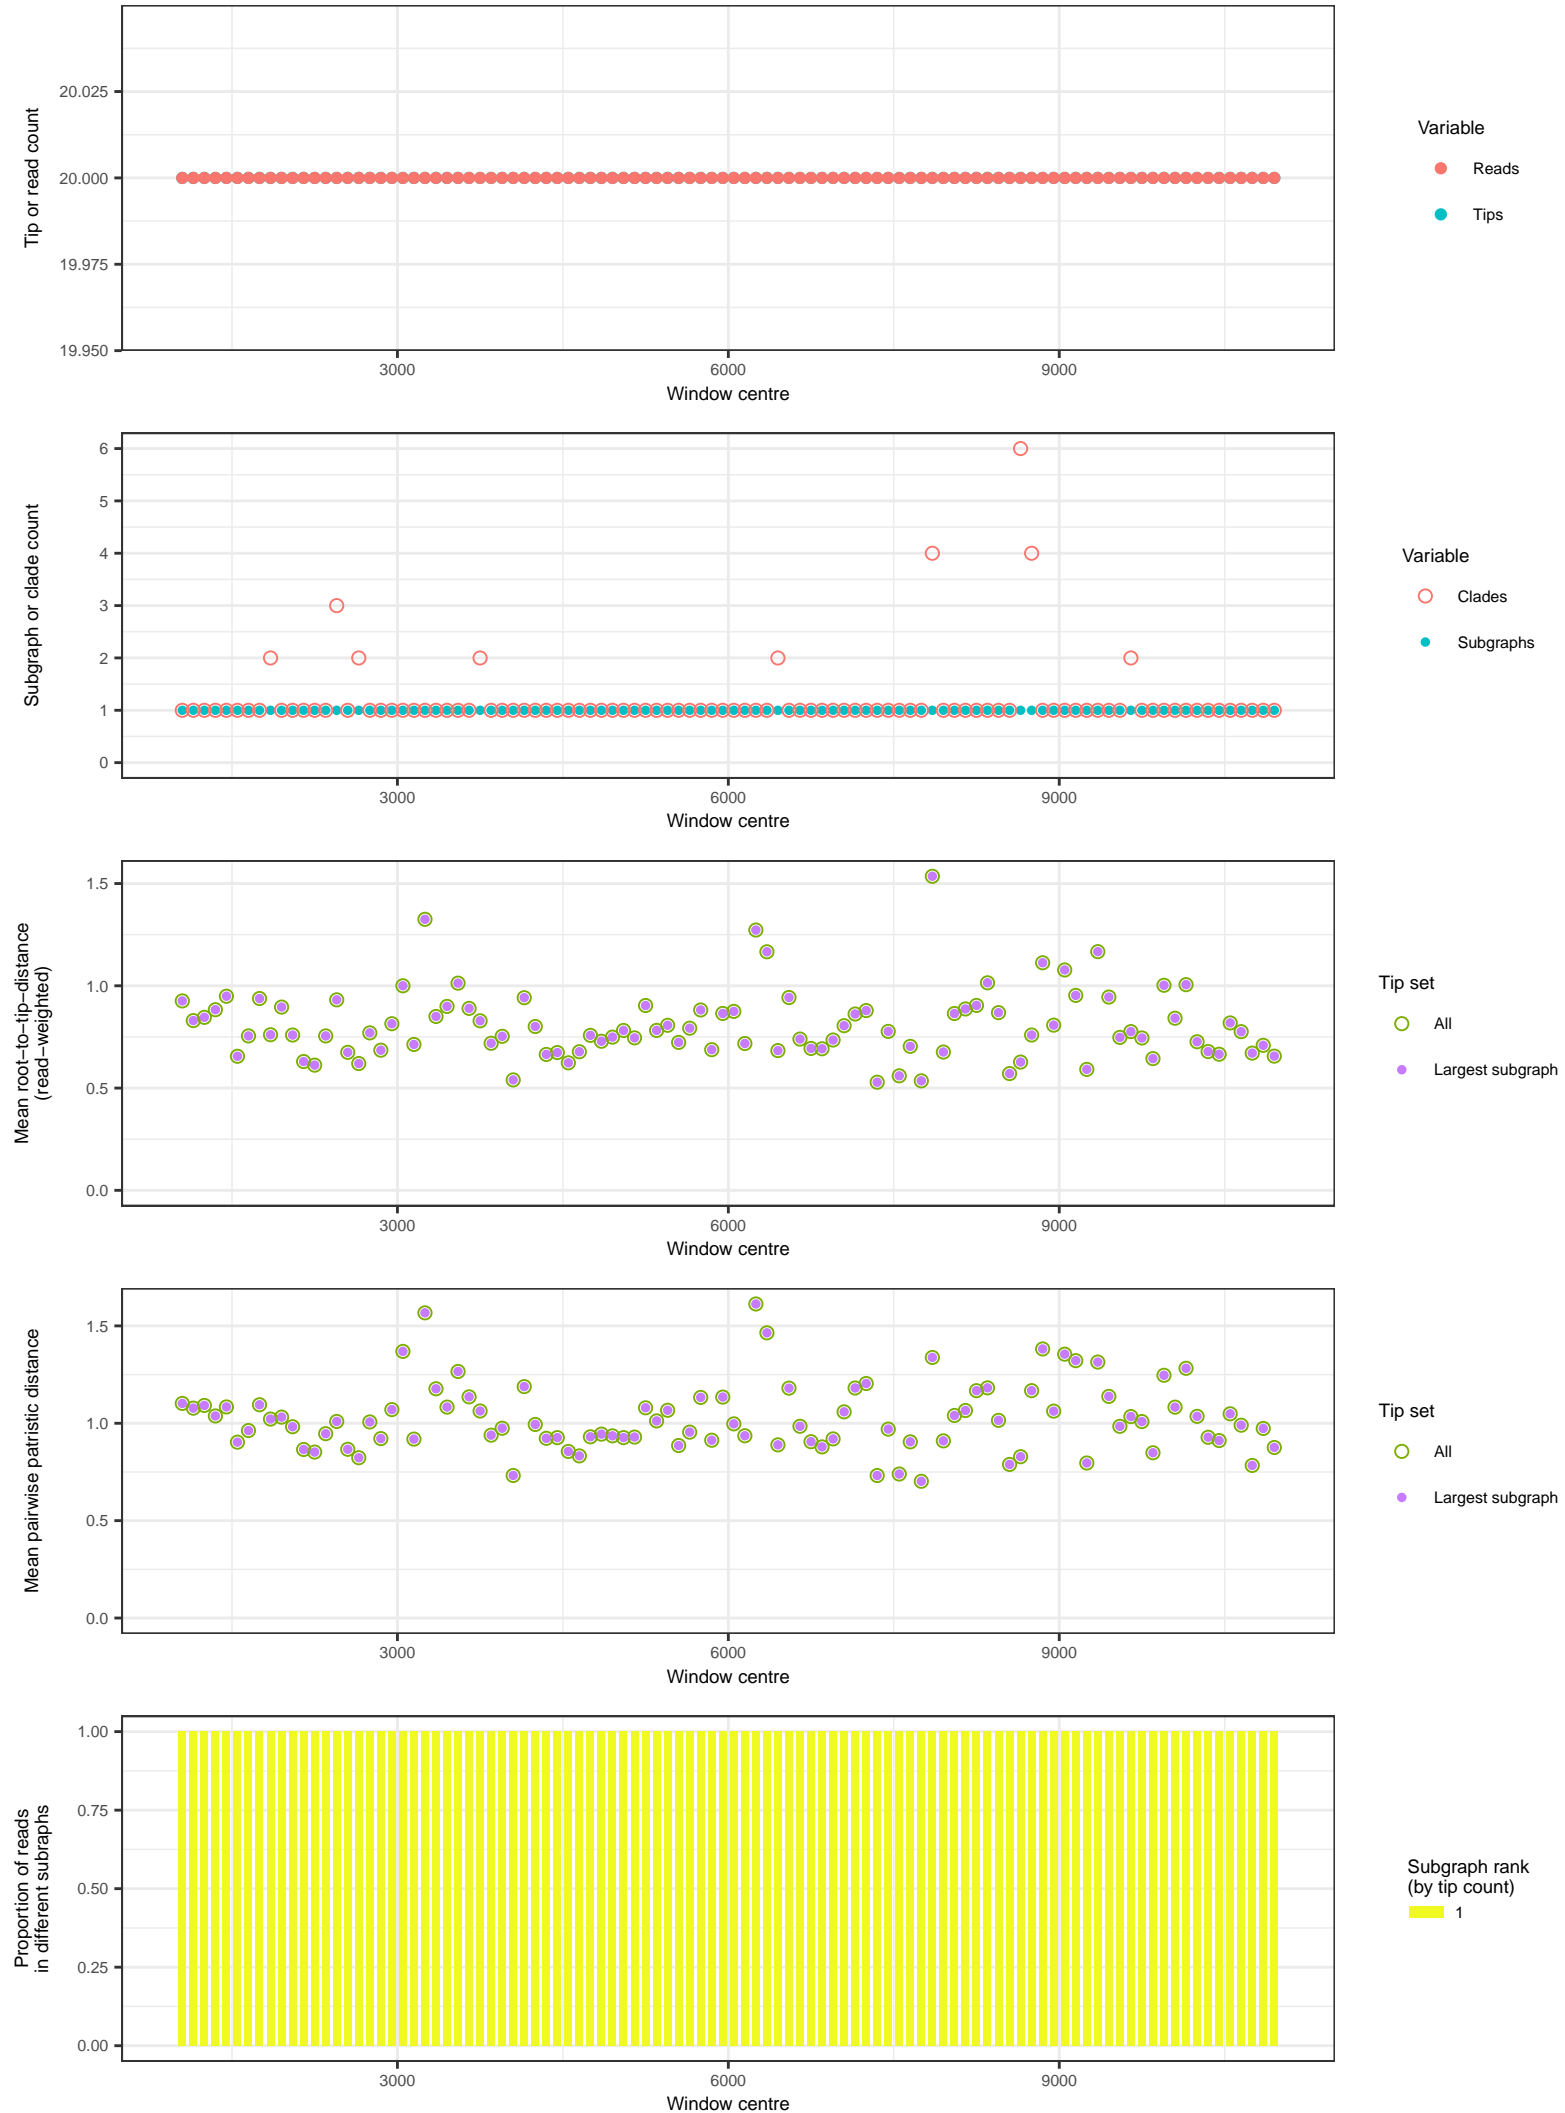 20.025
20.000
19.975
19.950
Tip or read count
3000
6000
9000
Window centre
Variable
Reads
Tips
6
5
4
3
2
1
0
Subgraph or clade count
3000
6000
9000
Window centre
Variable
Clades
Subgraphs
1.5
1.0
0.5
0.0
Mean root−to−tip−distance
(read−weighted)
3000
6000
9000
Window centre
Tip set
All
Largest subgraph
1.5
1.0
0.5
0.0
Mean pairwise patristic distance
3000
6000
9000
Window centre
Tip set
All
Largest subgraph
1.00
0.75
0.50
0.25
0.00
Proportion of reads
in different subraphs
3000
6000
9000
Window centre
Subgraph rank
(by tip count)
1